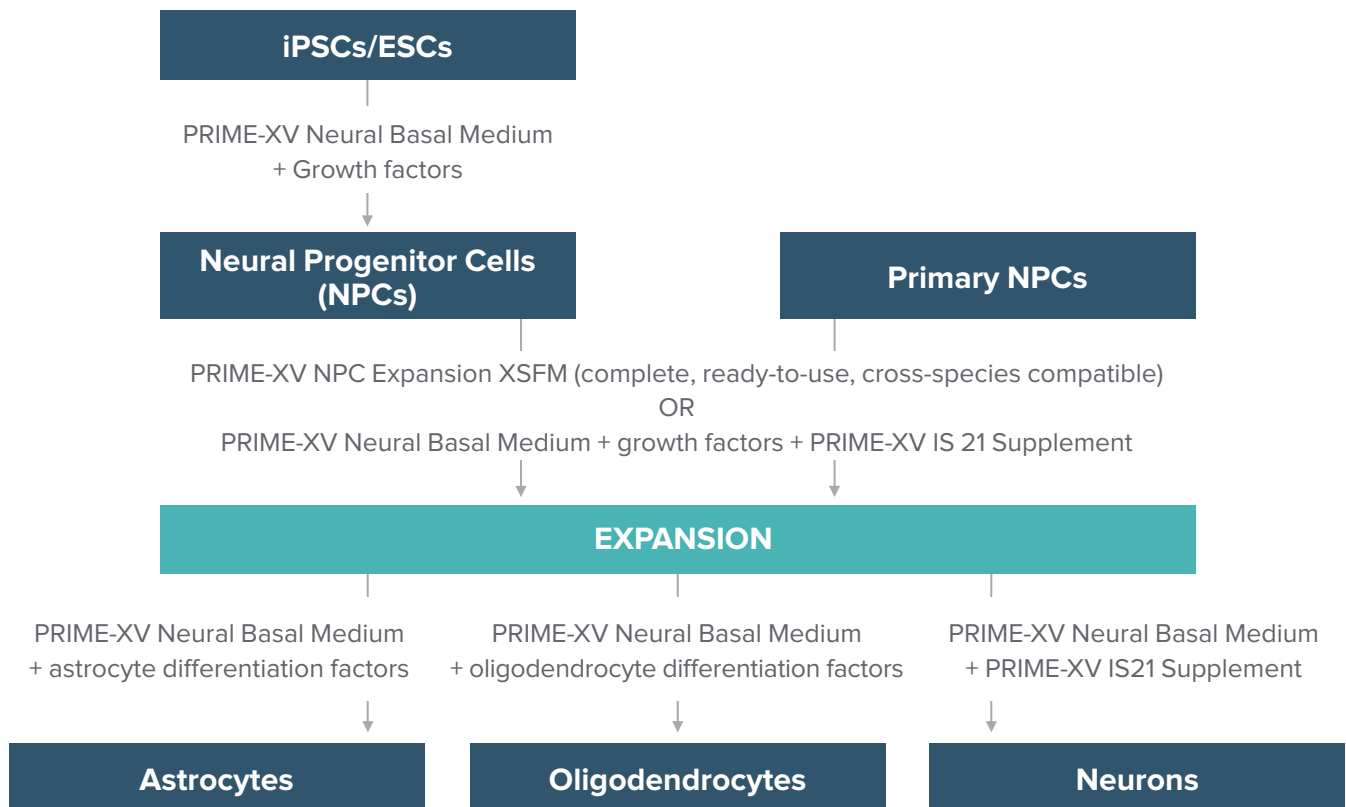 iPSCs/ESCs
PRIME-XV Neural Basal Medium
+ Growth factors
Neural Progenitor Cells
(NPCs)
Primary NPCs
PRIME-XV NPC Expansion XSFM (complete, ready-to-use, cross-species compatible)
OR
PRIME-XV Neural Basal Medium + growth factors + PRIME-XV IS 21 Supplement
EXPANSION
PRIME-XV Neural Basal Medium
+ astrocyte differentiation factors
PRIME-XV Neural Basal Medium
+ oligodendrocyte differentiation factors
PRIME-XV Neural Basal Medium
+ PRIME-XV IS21 Supplement
Astrocytes
Oligodendrocytes
Neurons